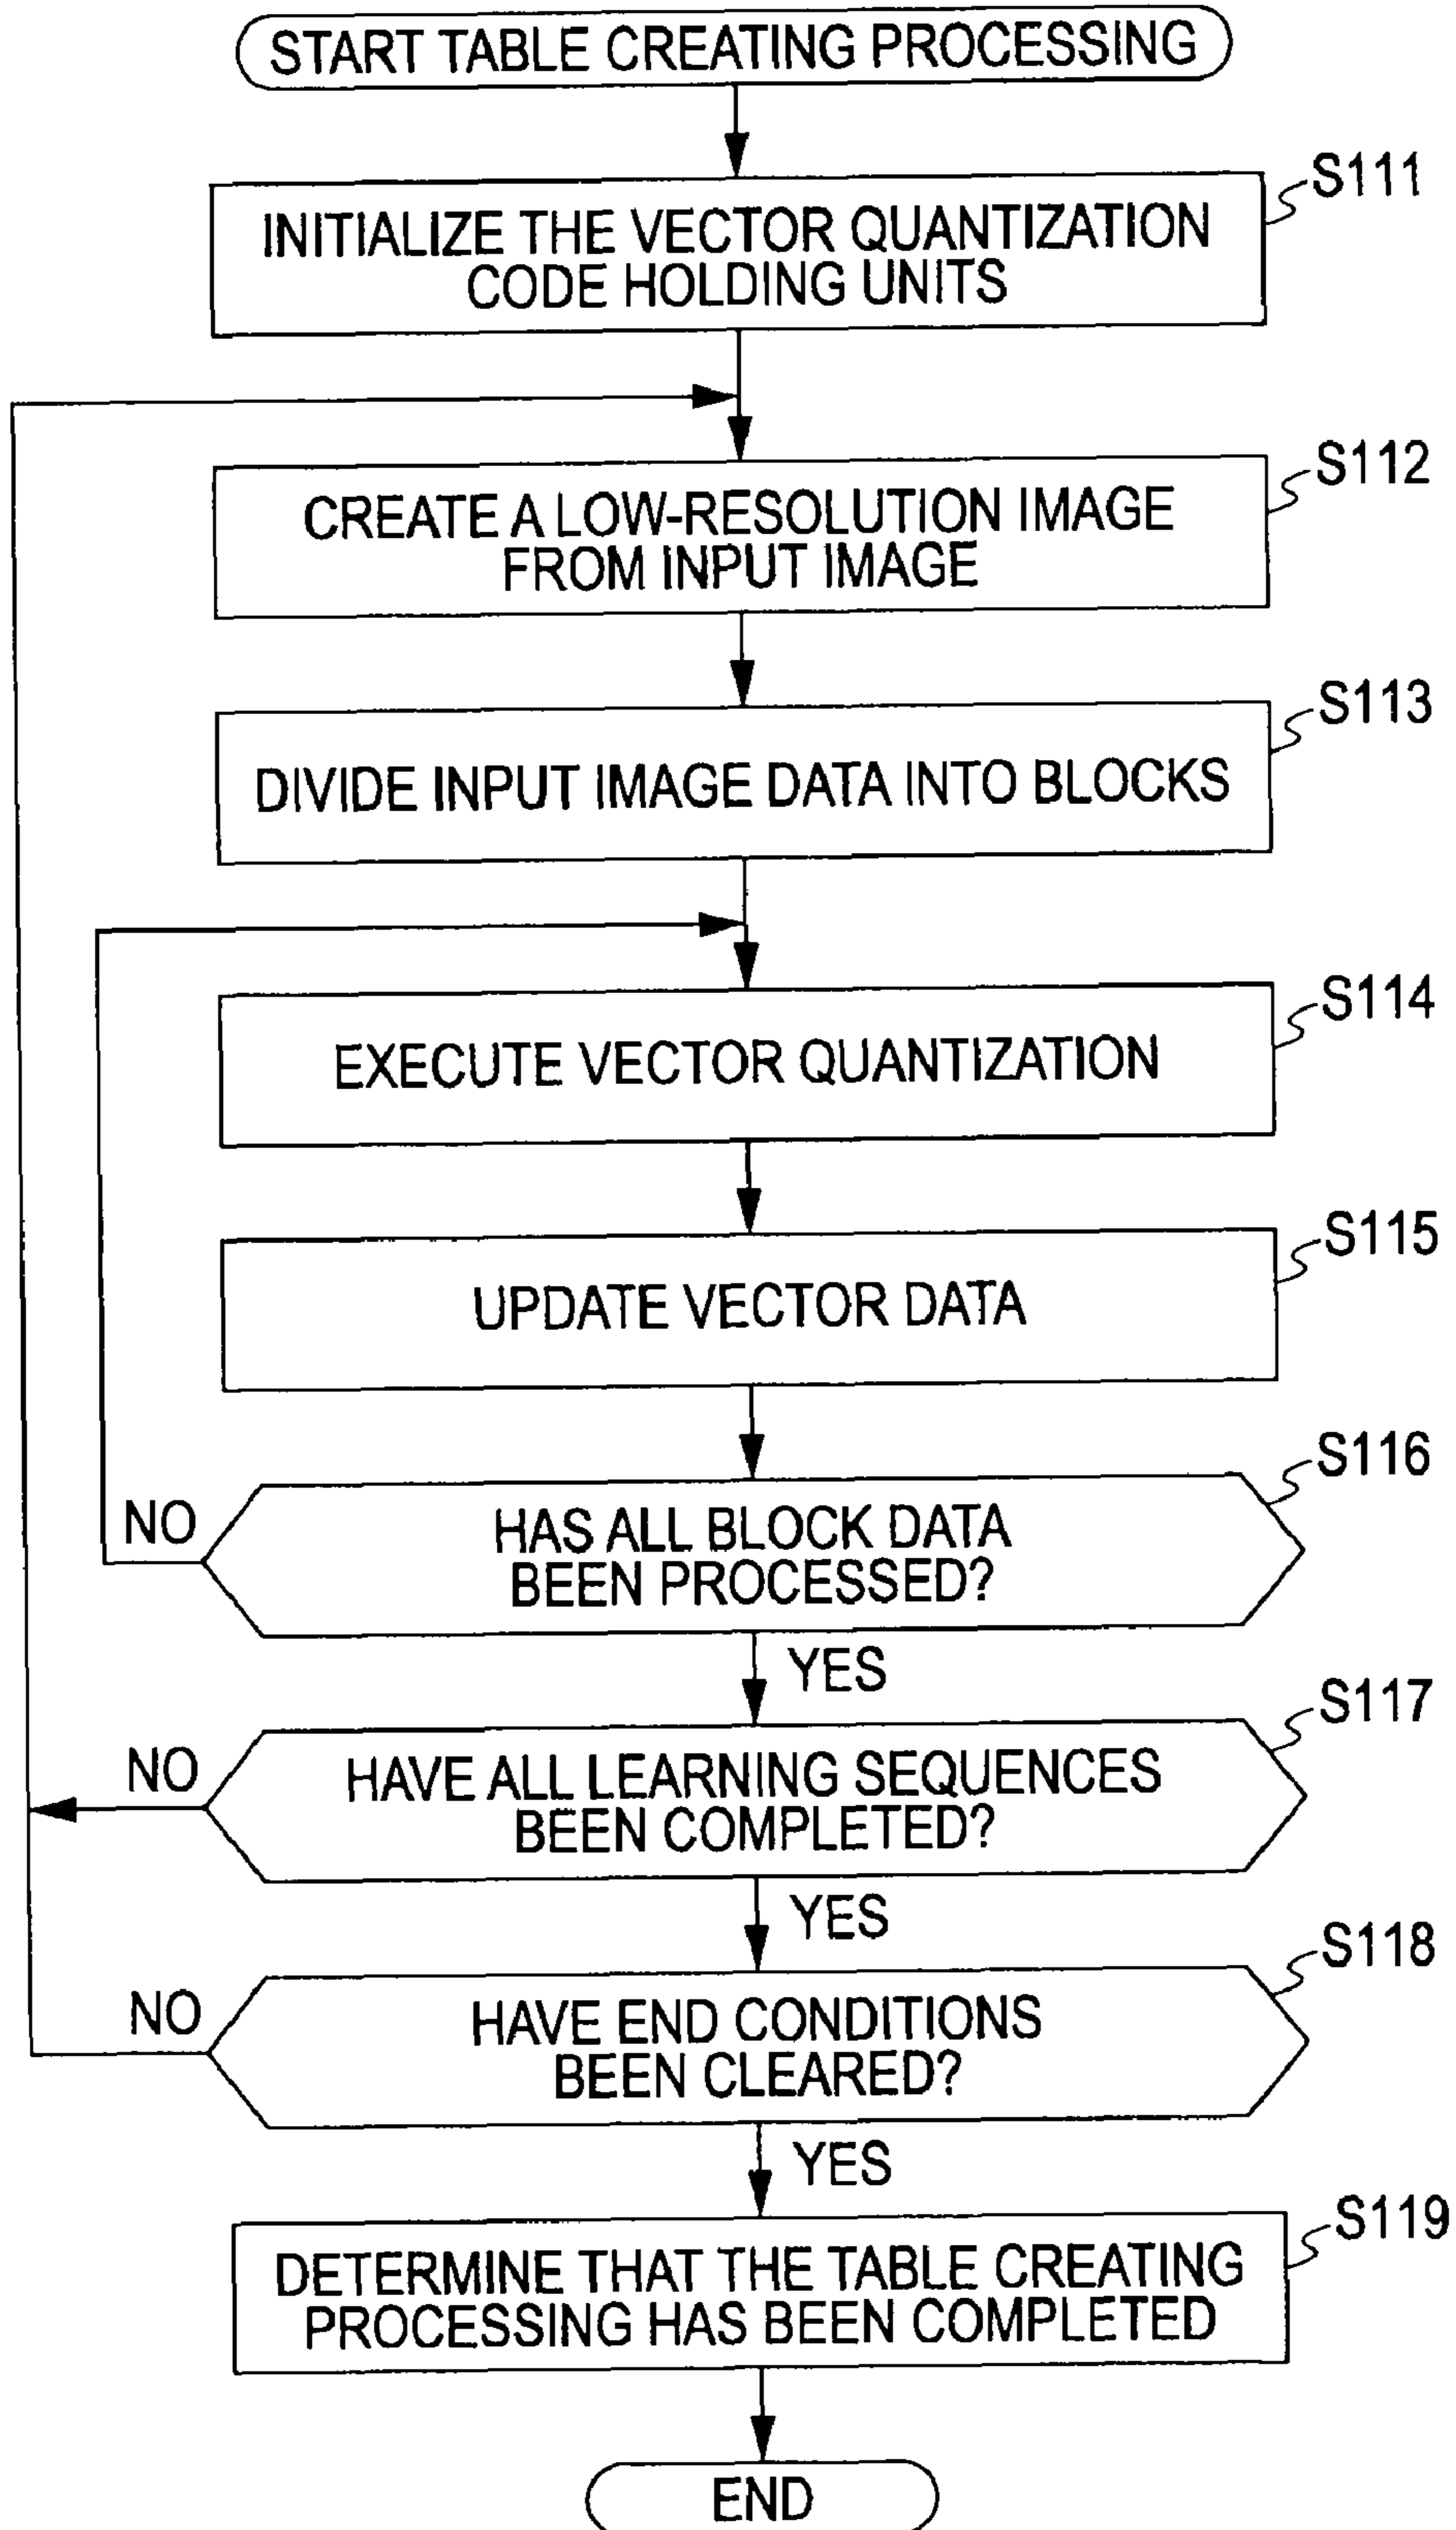 START TABLE CREATING PROCESSING
S111
INITIALIZE THE VECTOR QUANTIZATION
CODE HOLDING UNITS
S112
CREATE A LOW-RESOLUTION IMAGE
FROM INPUT IMAGE
S113
DIVIDE INPUT IMAGE DATA INTO BLOCKS
S114
EXECUTE VECTOR QUANTIZATION
S115
UPDATE VECTOR DATA
S116
NO
HAS ALL BLOCK DATA
BEEN PROCESSED?
YES
S117
NO
HAVE ALL LEARNING SEQUENCES
BEEN COMPLETED?
YES
S118
NO
HAVE END CONDITIONS
BEEN CLEARED?
YES
S119
DETERMINE THAT THE TABLE CREATING
PROCESSING HAS BEEN COMPLETED
END